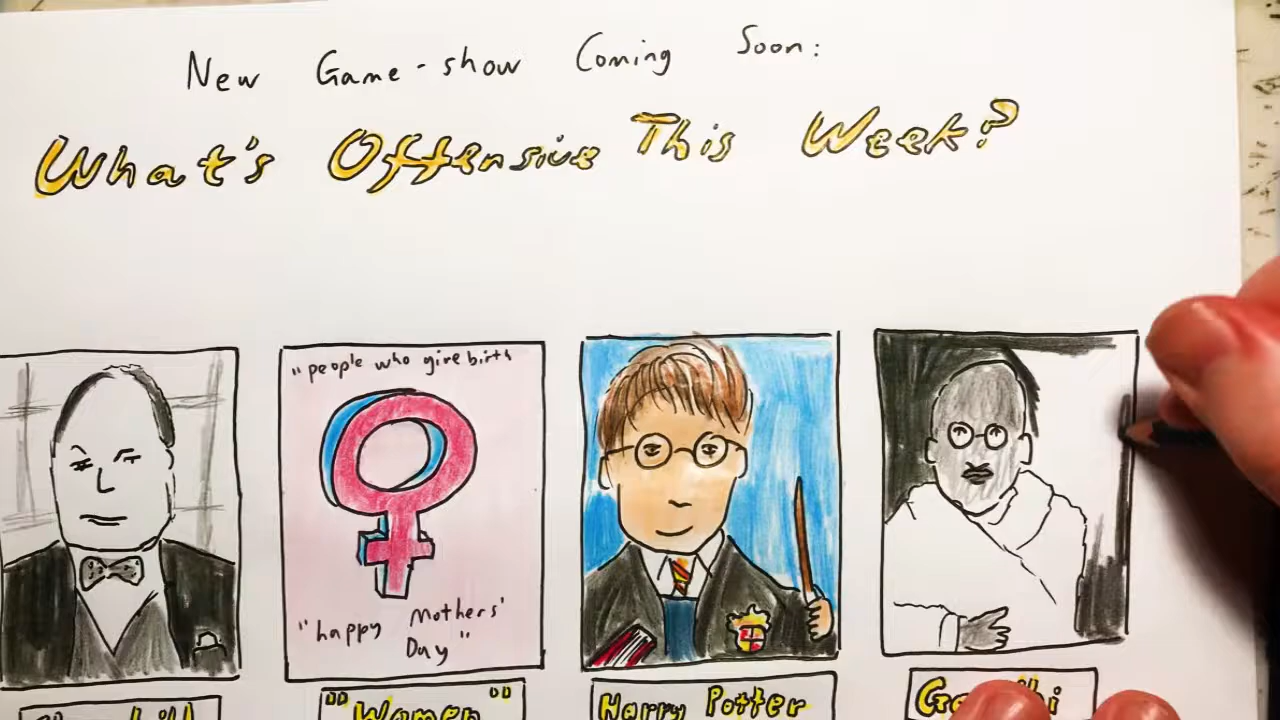 New Game-show Coming Soon:
What's Offensive This Week?
"people who give birth
"happy Mothers' Day"
"Women"
Harry Potter